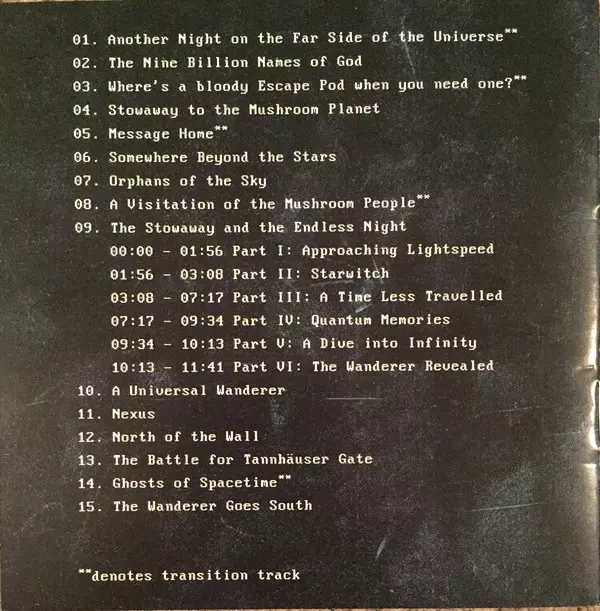 01. Another Night on the Far Side of the Universe**
02. The Nine Billion Names of God
03. Where's a bloody Escape Pod when you need one?**
04. Stowaway to the Mushroom Planet
05. Message Home**
06. Somewhere Beyond the Stars
07. Orphans of the Sky
08. A Visitation of the Mushroom People**
09. The Stowaway and the Endless Night
00:00 - 01:56 Part I: Approaching Lightspeed
01:56 - 03:08 Part II: Starwitch
03:08 - 07:17 Part III: A Time Less Travelled
07:17 - 09:34 Part IV: Quantum Memories
09:34 - 10:13 Part V: A Dive into Infinity
10:13 - 11:41 Part VI: The Wanderer Revealed
10. A Universal Wanderer
11. Nexus
12. North of the Wall
13. The Battle for Tannhäuser Gate
14. Ghosts of Spacetime**
15. The Wanderer Goes South
**denotes transition track